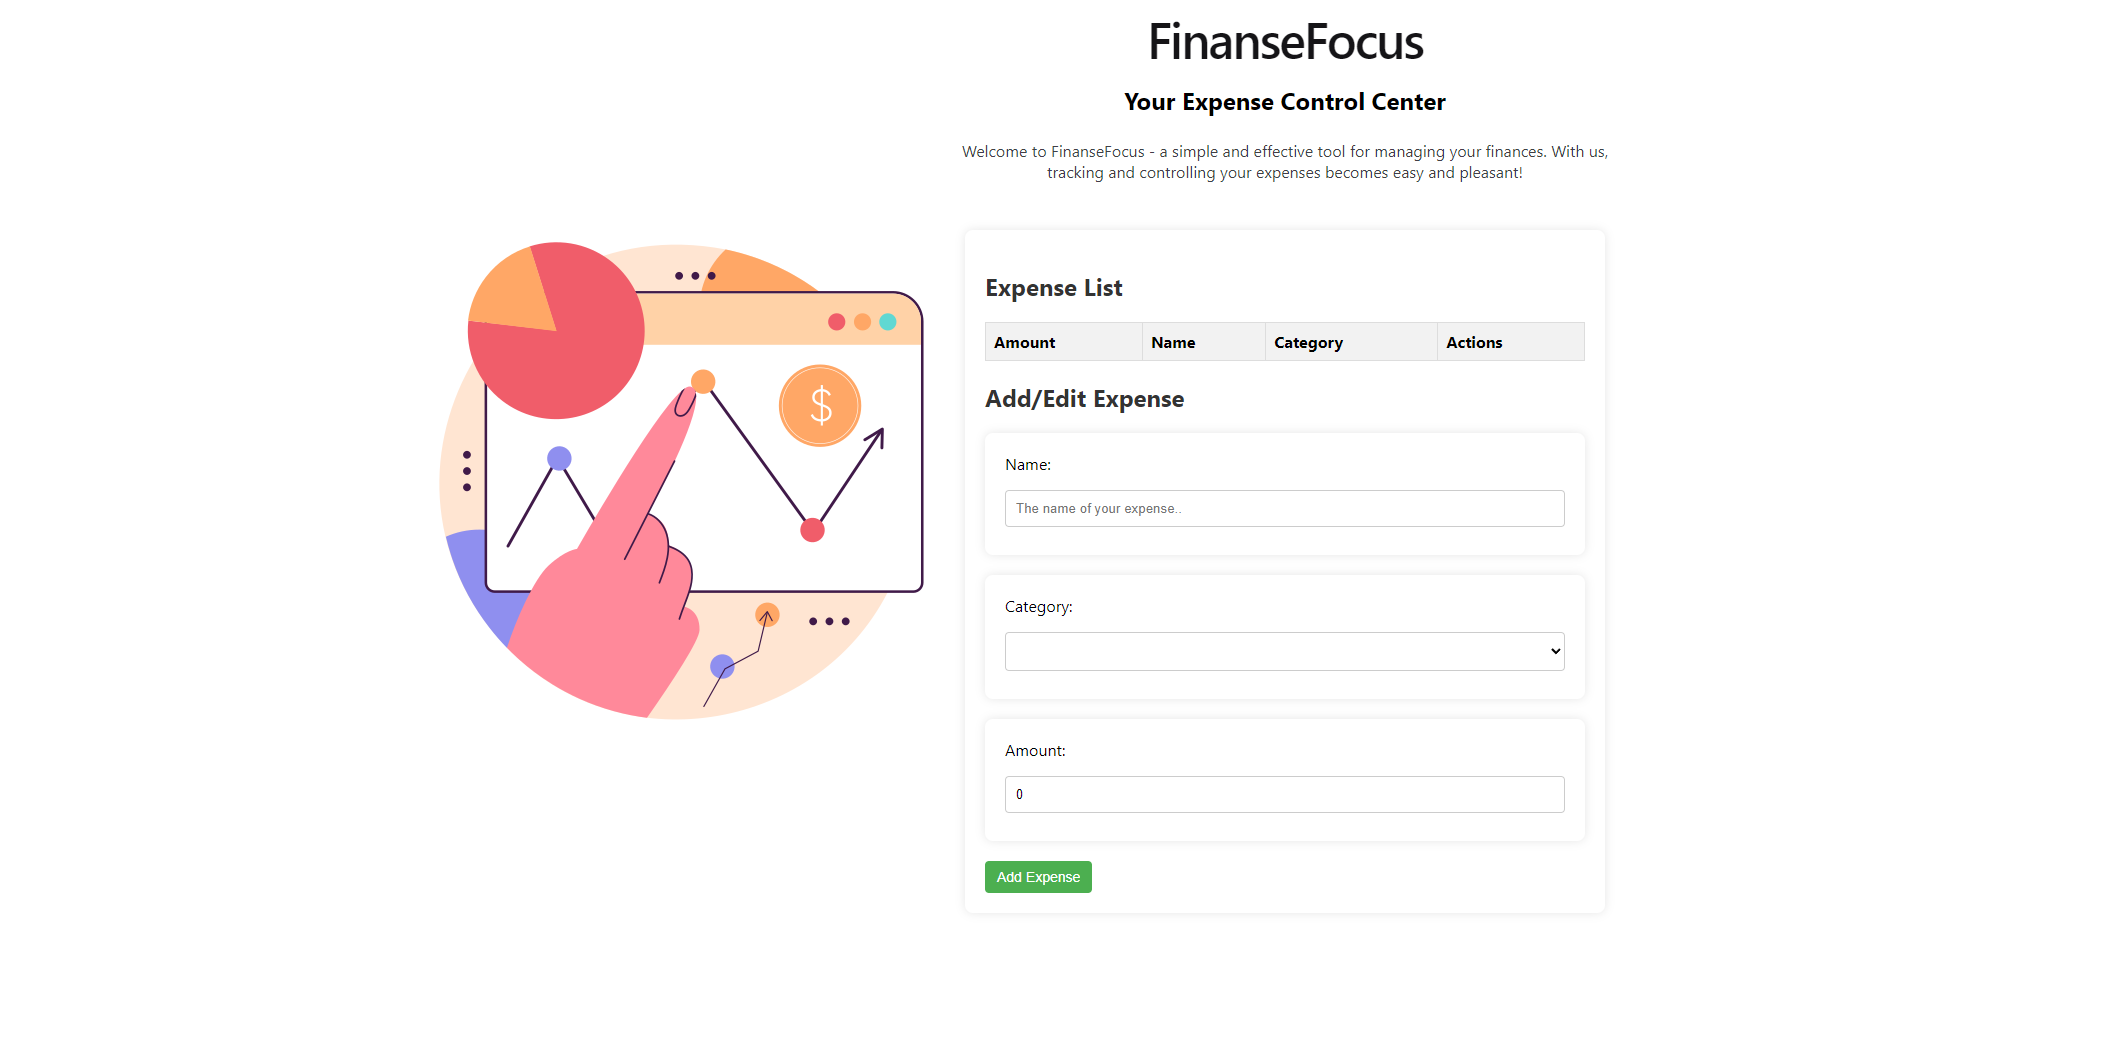 FinanseFocus
Your Expense Control Center
Welcome to FinanseFocus - a simple and effective tool for managing your finances. With us,
tracking and controlling your expenses becomes easy and pleasant!
$
Expense List
Amount Name Category Actions
Add/Edit Expense
Name:
The name of your expense..
Category:
Amount:
0
Add Expense